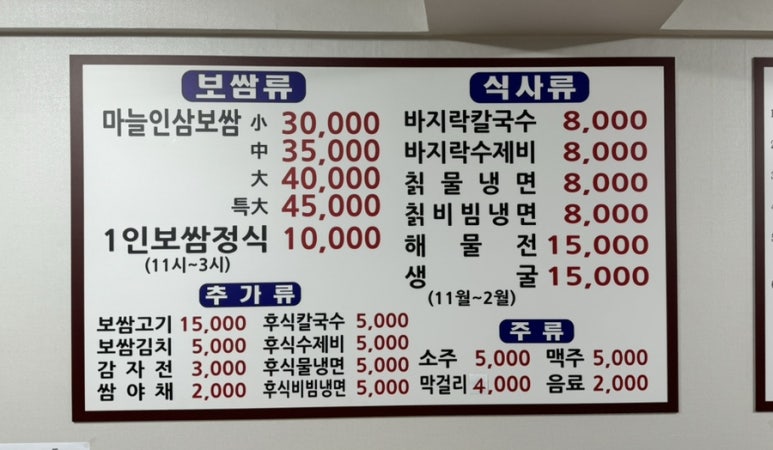 보쌈류
마늘인삼보쌈 小 30,000
中 35,000
大 40,000
特大 45,000
1인보쌈정식 10,000
(11시~3시)
식사류
바지락칼국수 8,000
바지락수제비 8,000
칡물냉면 8,000
칡비빔냉면 8,000
해물전 15,000
생굴 15,000
(11월~2월)
추가류
보쌈고기 15,000 후식칼국수 5,000
보쌈김치 5,000 후식수제비 5,000
감자전 3,000 후식물냉면 5,000
쌈야채 2,000 후식비빔냉면 5,000
주류
소주 5,000 맥주 5,000
막걸리 4,000 음료 2,000